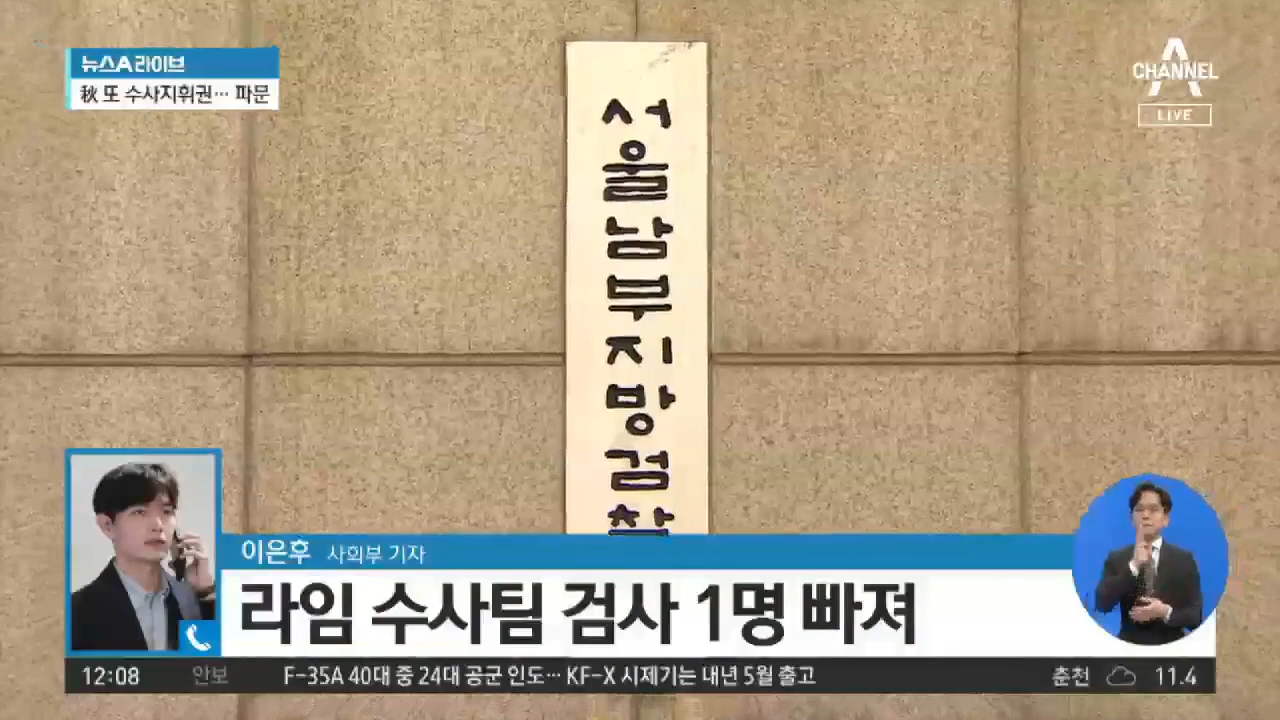 뉴스A 라이브
秋 또 수사지휘권… 파문
CHANNEL A
LIVE
서울남부지방검찰
이은후 사회부 기자
라임 수사팀 검사 1명 빠져
12:08 안보 F-35A 40대 중 24대 공군 인도… KF-X 시제기는 내년 5월 출고 춘천 11.4